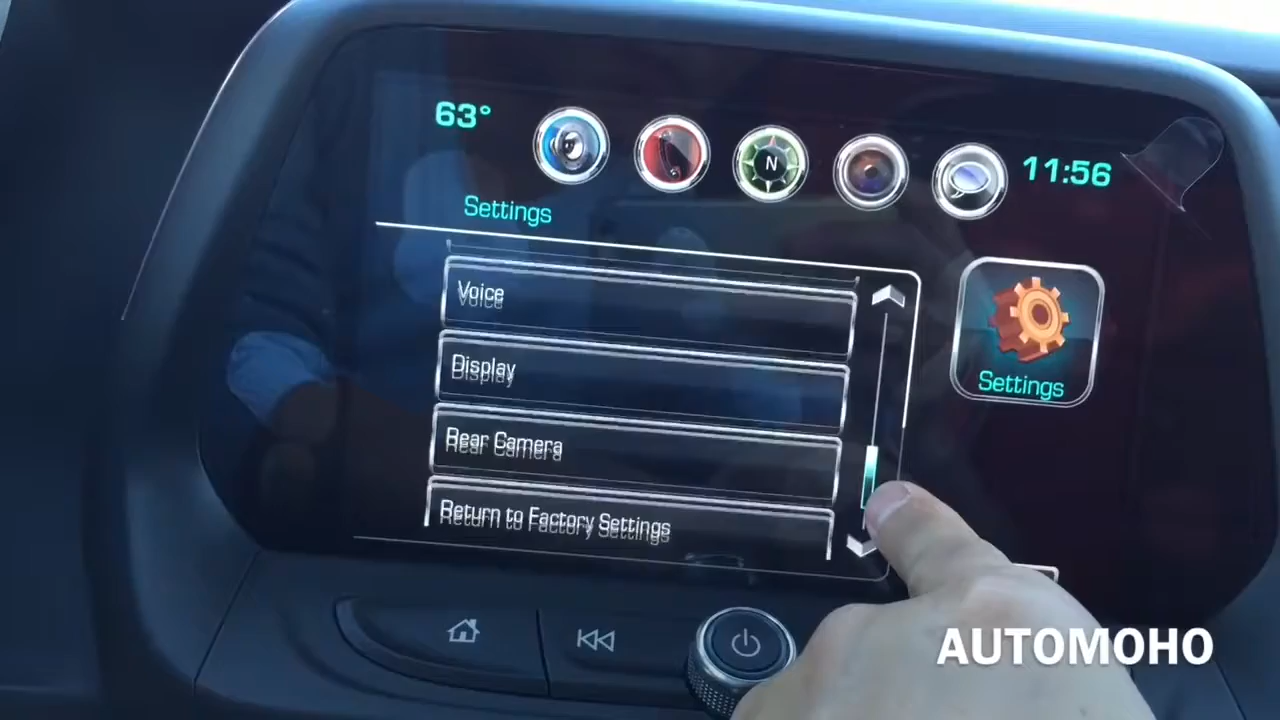 63°
N
11:56
Settings
Voice
Display
Rear Camera
Return to Factory Settings
Settings
AUTOMOHO